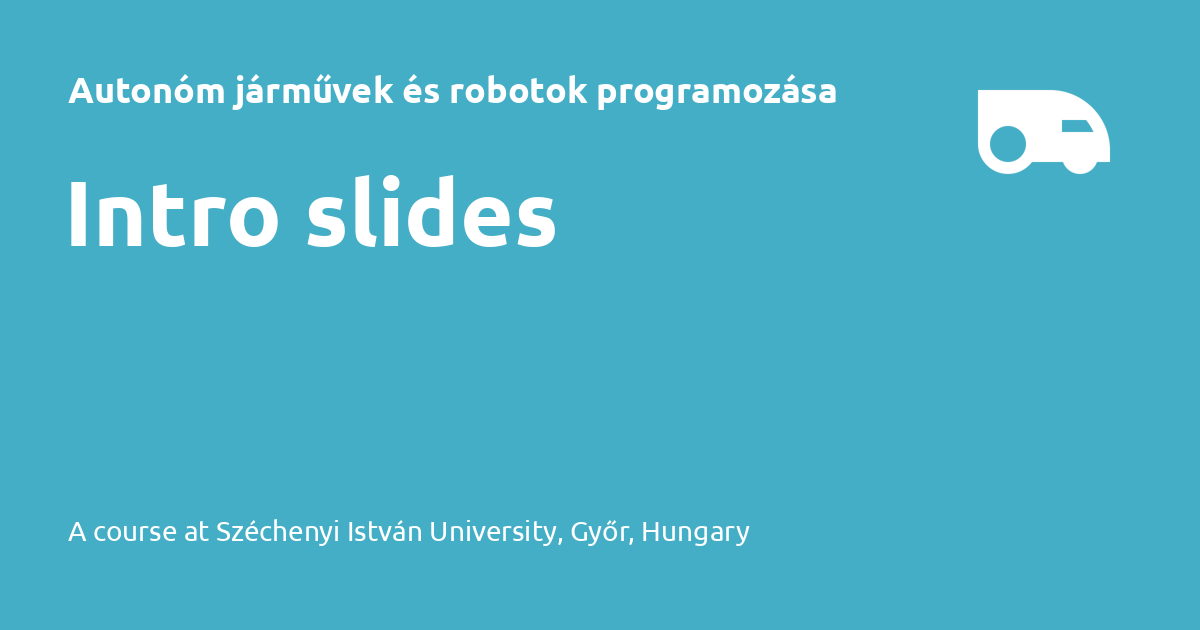 Autonóm járművek és robotok programozása
Intro slides
A course at Széchenyi István University, Győr, Hungary